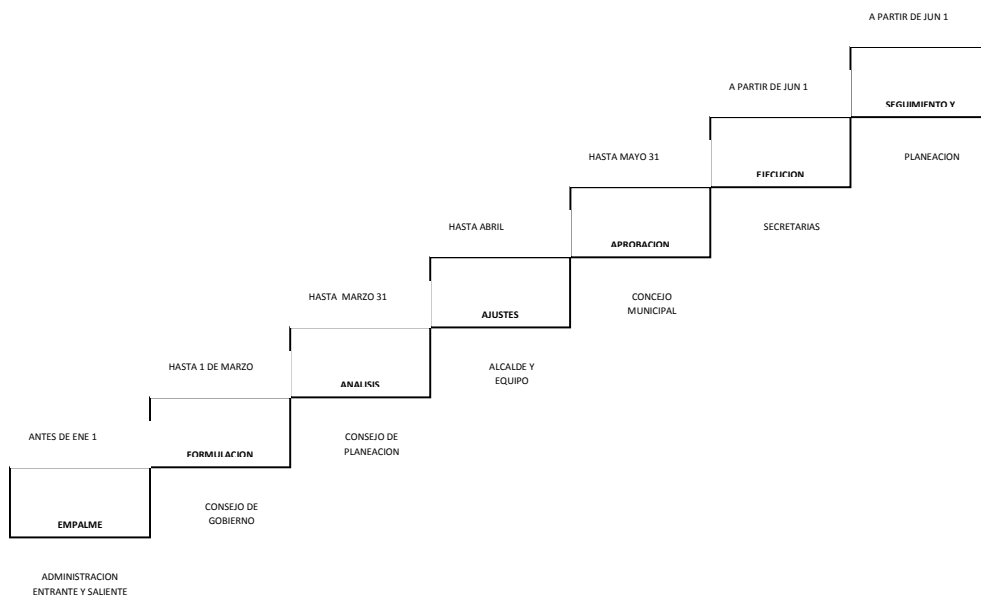 A PARTIR DE JUN 1
A PARTIR DE JUN 1
SEGUIMIENTO Y
HASTA MAYO 31
PLANEACION
EJECUCION
HASTA ABRIL
SECRETARIAS
APROBACION
HASTA MARZO 31
CONCEJO
MUNICIPAL
AJUSTES
HASTA 1 DE MARZO
ALCALDE Y
EQUIPO
ANALISIS
ANTES DE ENE 1
CONSEJO DE
PLANEACION
FORMULACION
CONSEJO DE
GOBIERNO
EMPALME
ADMINISTRACION
ENTRANTE Y SALIENTE